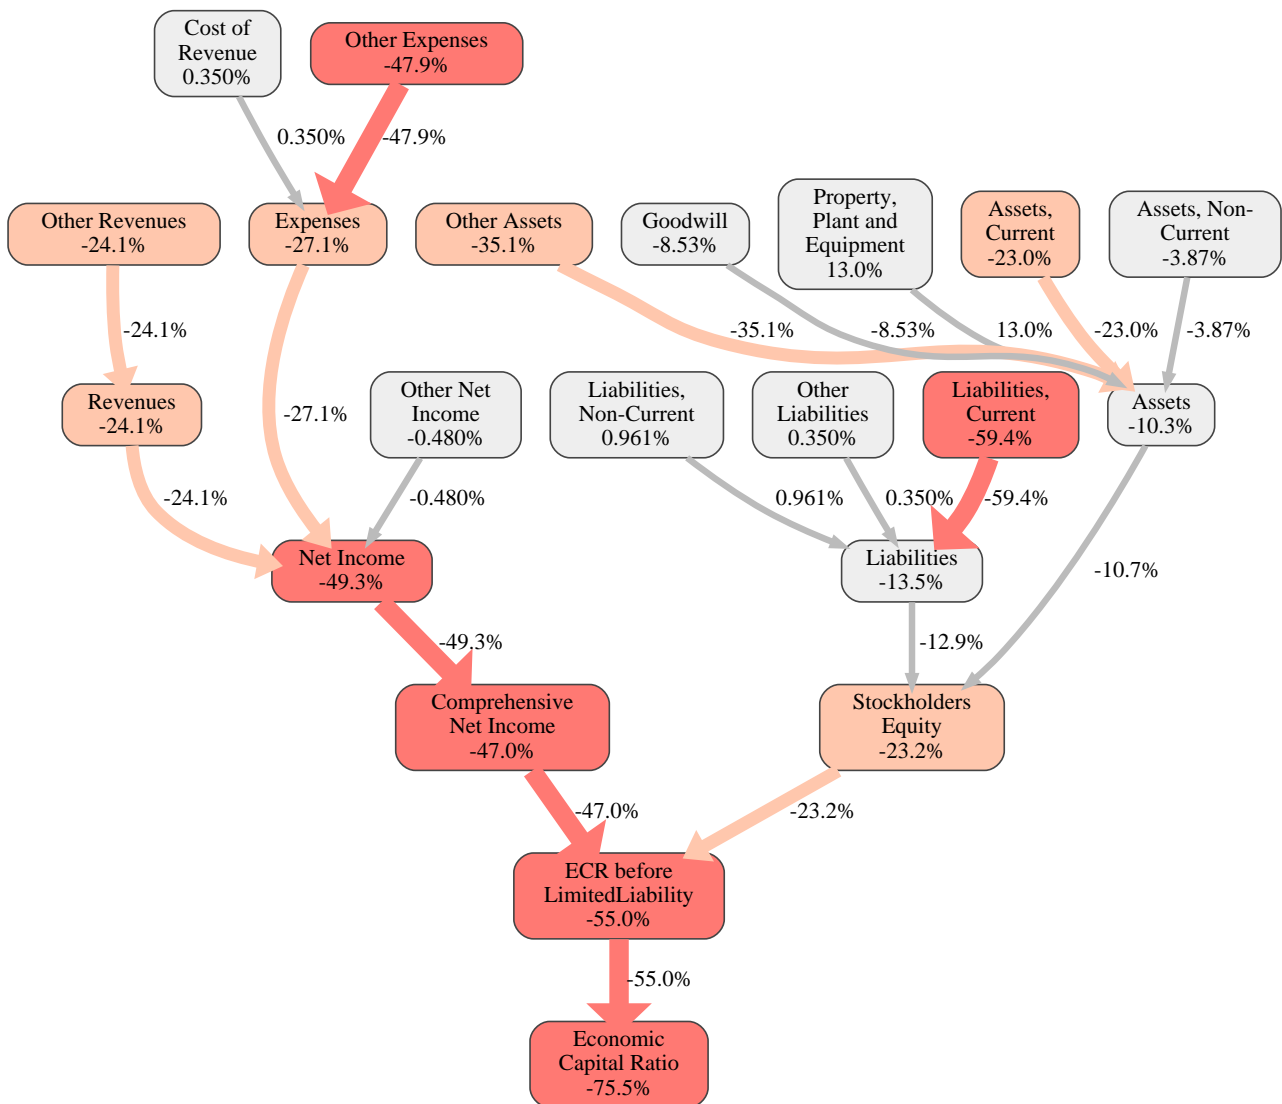 Cost of
Revenue
0.350%
Other Expenses
-47.9%
0.350%
-47.9%
Other Revenues
-24.1%
Expenses
-27.1%
Other Assets
-35.1%
Goodwill
-8.53%
Property,
Plant and
Equipment
13.0%
Assets,
Current
-23.0%
Assets, Non-
Current
-3.87%
-24.1%
-35.1%
-8.53%
13.0%
-23.0%
-3.87%
Revenues
-24.1%
-27.1%
Other Net
Income
-0.480%
Liabilities,
Non-Current
0.961%
Other
Liabilities
0.350%
Liabilities,
Current
-59.4%
Assets
-10.3%
-24.1%
-0.480%
0.961%
0.350%
-59.4%
Net Income
-49.3%
Liabilities
-13.5%
-10.7%
-49.3%
-12.9%
Comprehensive
Net Income
-47.0%
Stockholders
Equity
-23.2%
-47.0%
-23.2%
ECR before
LimitedLiability
-55.0%
-55.0%
Economic
Capital Ratio
-75.5%